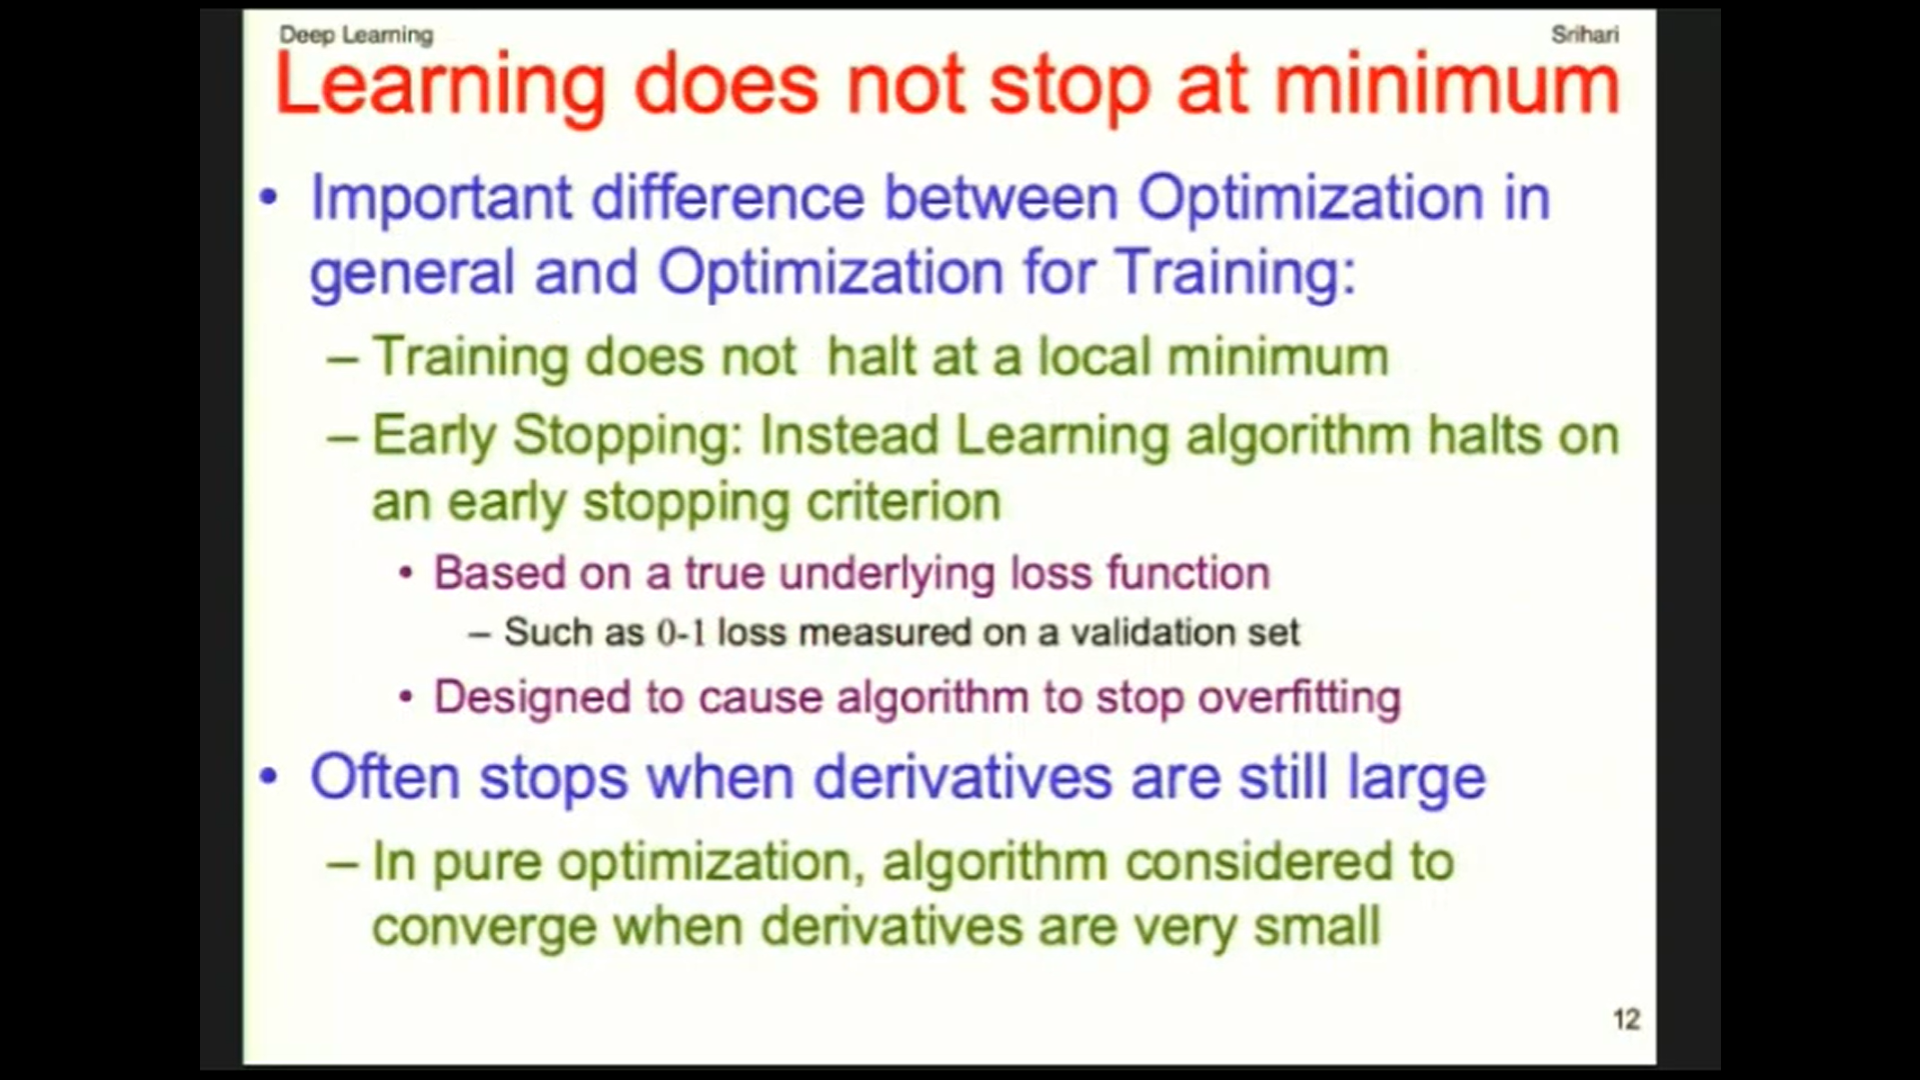 Deep Learning
Srihari
Learning does not stop at minimum
• Important difference between Optimization in
general and Optimization for Training:
– Training does not halt at a local minimum
– Early Stopping: Instead Learning algorithm halts on
an early stopping criterion
• Based on a true underlying loss function
– Such as 0-1 loss measured on a validation set
• Designed to cause algorithm to stop overfitting
• Often stops when derivatives are still large
– In pure optimization, algorithm considered to
converge when derivatives are very small
12